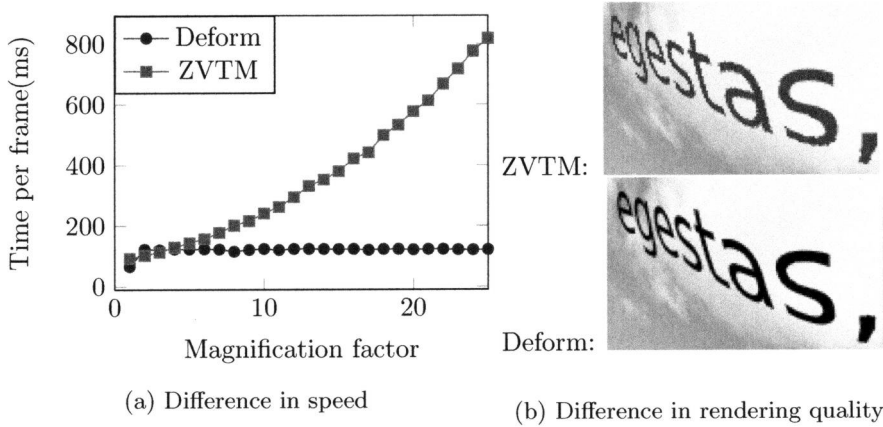 Time per frame(ms)
800
600
400
200
0
Deform
ZVTM
0
10
20
Magnification factor
(a) Difference in speed
ZVTM:
egestas,
Deform:
egestas,
(b) Difference in rendering quality